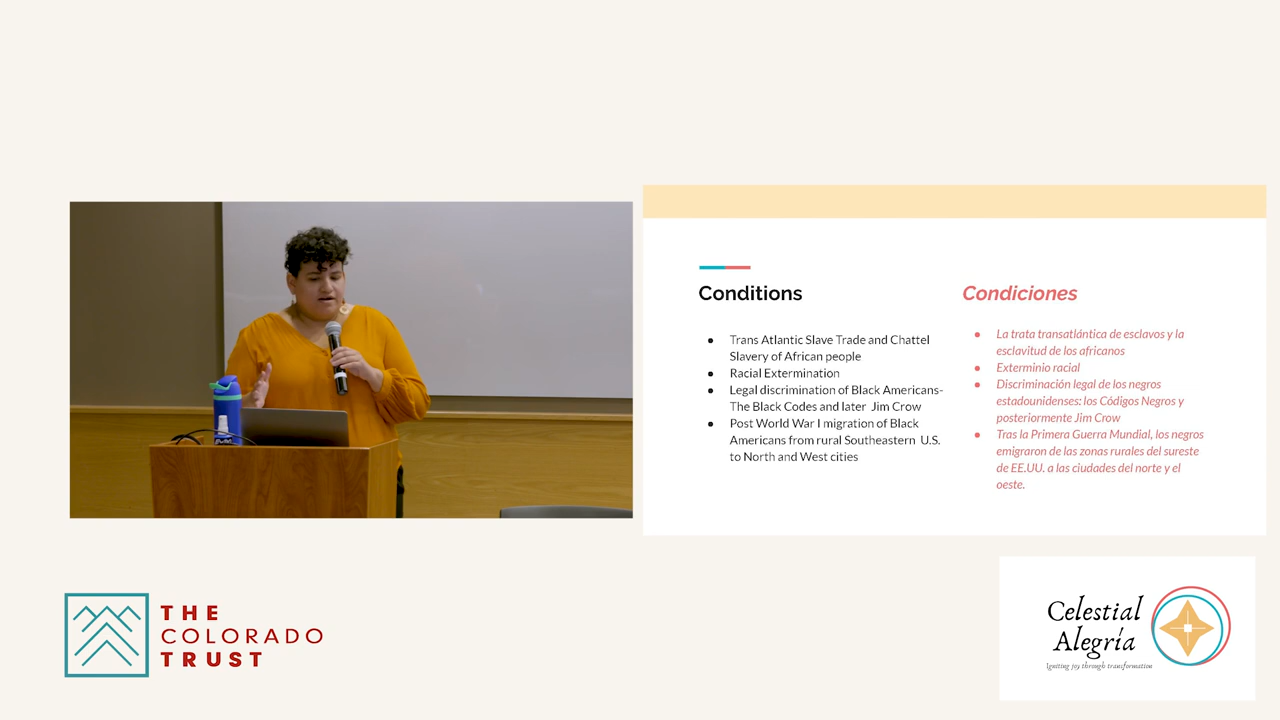 Conditions
Trans Atlantic Slave Trade and Chattel
Slavery of African people
Racial Extermination
Legal discrimination of Black Americans-
The Black Codes and later Jim Crow
Post World War I migration of Black
Americans from rural Southeastern U.S.
to North and West cities
Condiciones
La trata transatlántica de esclavos y la
esclavitud de los africanos
Exterminio racial
Discriminación legal de los negros
estadounidenses: los Códigos Negros y
posteriormente Jim Crow
Tras la Primera Guerra Mundial, los negros
emigraron de las zonas rurales del sureste
de EE.UU. a las ciudades del norte y el
oeste.
THE
COLORADO
TRUST
Celestial
Alegría
Igniting joy through transformation